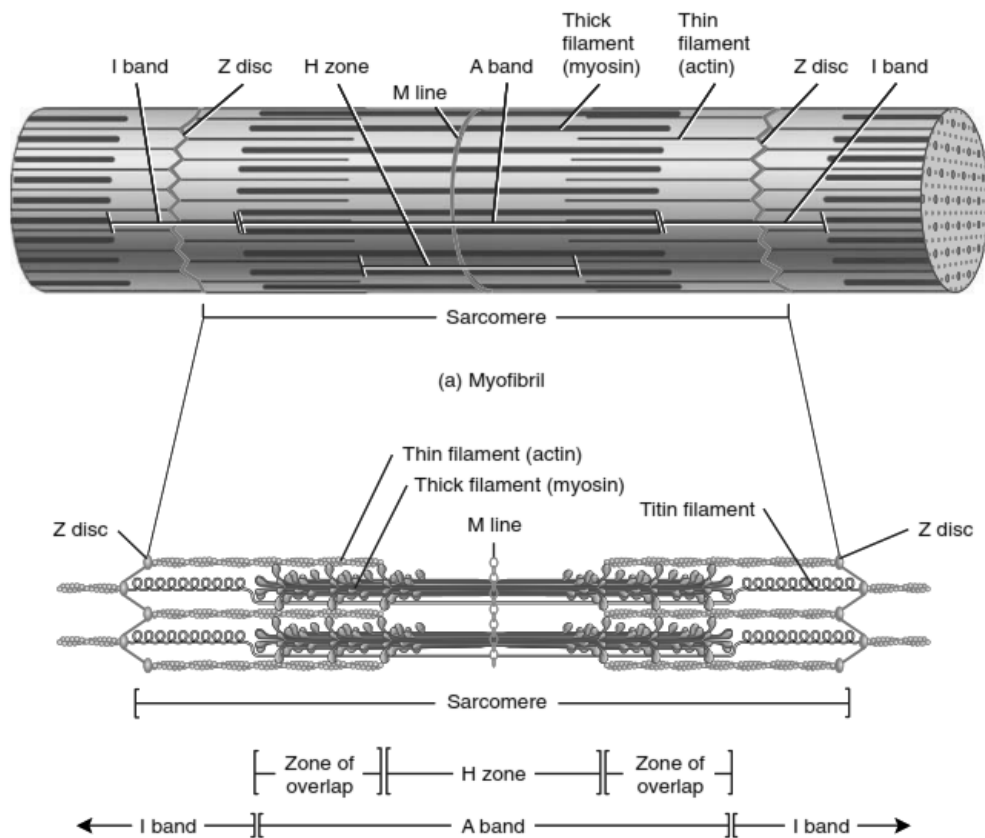 Thick
filament
(myosin)
Thin
filament
(actin)
I band
Z disc
H zone
A band
Z disc
I band
M line
Sarcomere
(a) Myofibril
Thin filament (actin)
Thick filament (myosin)
Titin filament
Z disc
M line
Z disc
Sarcomere
Zone of
overlap
H zone
Zone of
overlap
I band
A band
I band